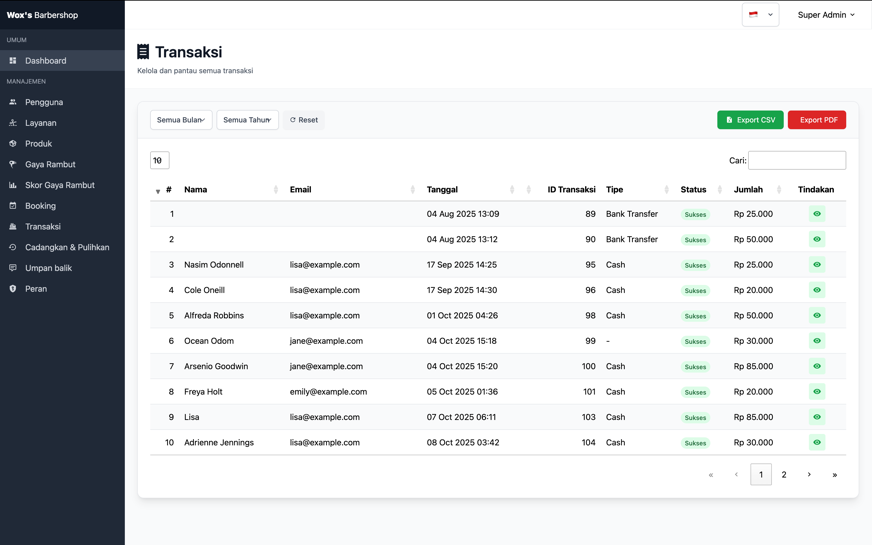 Wox's Barbershop
Super Admin
UMUM
Dashboard
MANAJEMEN
Pengguna
Layanan
Produk
Gaya Rambut
Skor Gaya Rambut
Booking
Transaksi
Cadangkan & Pulihkan
Umpan balik
Peran
Transaksi
Kelola dan pantau semua transaksi
Semua Bulan Semua Tahun Reset Export CSV Export PDF
10 Cari:
# Nama Email Tanggal ID Transaksi Tipe Status Jumlah Tindakan
1 04 Aug 2025 13:09 89 Bank Transfer Sukses Rp 25.000
2 04 Aug 2025 13:12 90 Bank Transfer Sukses Rp 50.000
3 Nasim Odonnell lisa@example.com 17 Sep 2025 14:25 95 Cash Sukses Rp 25.000
4 Cole Oneill lisa@example.com 17 Sep 2025 14:30 96 Cash Sukses Rp 20.000
5 Alfreda Robbins lisa@example.com 01 Oct 2025 04:26 98 Cash Sukses Rp 50.000
6 Ocean Odom jane@example.com 04 Oct 2025 15:18 99 - Sukses Rp 30.000
7 Arsenio Goodwin jane@example.com 04 Oct 2025 15:20 100 Cash Sukses Rp 85.000
8 Freya Holt emily@example.com 05 Oct 2025 01:36 101 Cash Sukses Rp 20.000
9 Lisa lisa@example.com 07 Oct 2025 06:11 103 Cash Sukses Rp 85.000
10 Adrienne Jennings lisa@example.com 08 Oct 2025 03:42 104 Cash Sukses Rp 30.000
« ‹ 1 2 › »